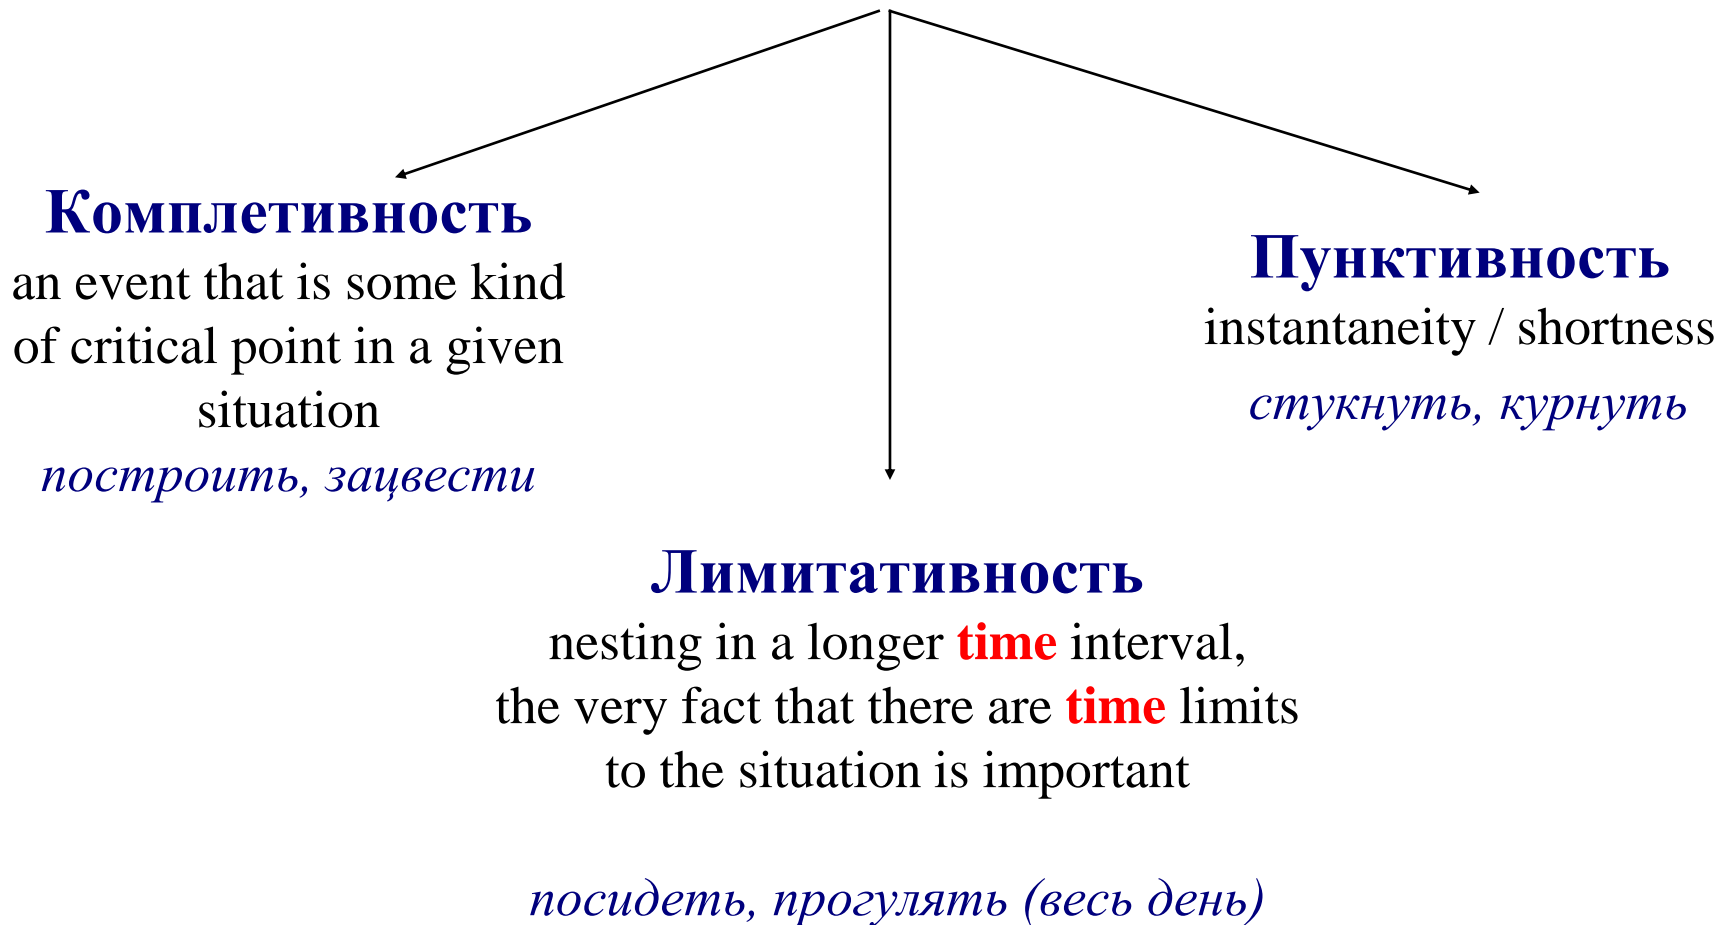 Комплетивность
an event that is some kind
of critical point in a given
situation
построить, зацвести
Пунктивность
instantaneity / shortness
стукнуть, курнуть
Лимитативность
nesting in a longer time interval,
the very fact that there are time limits
to the situation is important
посидеть, прогулять (весь день)